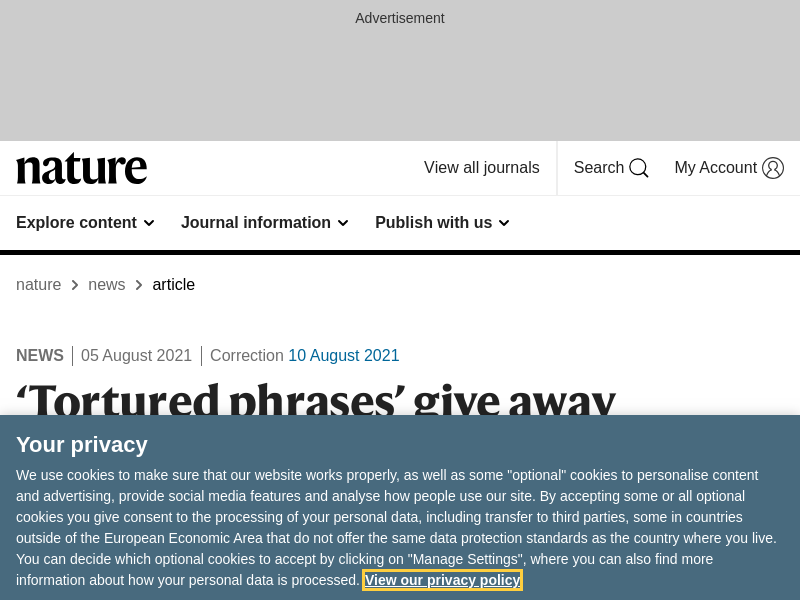 Advertisement
nature
View all journals
Search
My Account
Explore content
Journal information
Publish with us
nature > news > article
NEWS | 05 August 2021 | Correction 10 August 2021
‘Tortured phrases’ give away
Your privacy
We use cookies to make sure that our website works properly, as well as some "optional" cookies to personalise content
and advertising, provide social media features and analyse how people use our site. By accepting some or all optional
cookies you give consent to the processing of your personal data, including transfer to third parties, some in countries
outside of the European Economic Area that do not offer the same data protection standards as the country where you live.
You can decide which optional cookies to accept by clicking on "Manage Settings", where you can also find more
information about how your personal data is processed. View our privacy policy